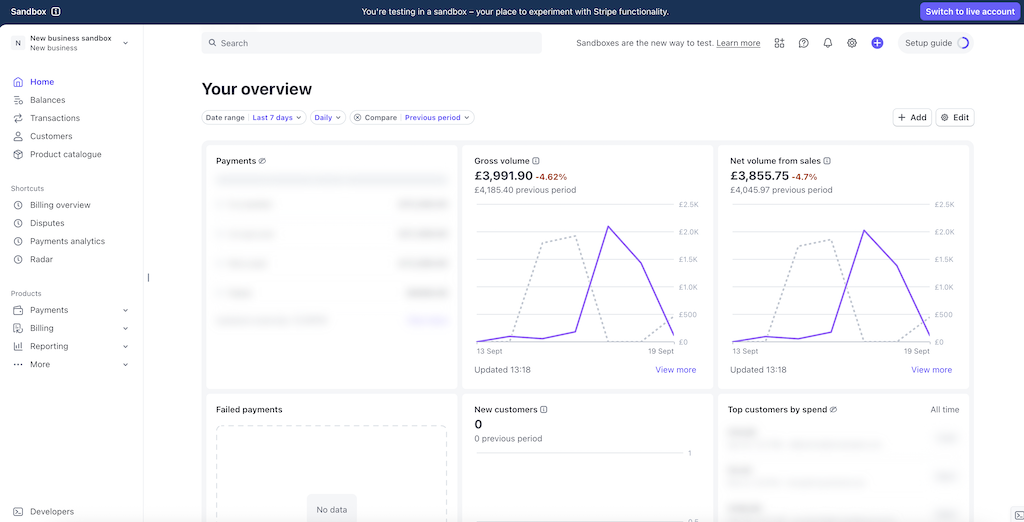 Sandbox
You're testing in a sandbox – your place to experiment with Stripe functionality.
Switch to live account
N
New business sandbox
New business
Search
Sandboxes are the new way to test. Learn more
Setup guide
Home
Balances
Transactions
Customers
Product catalogue
Shortcuts
Billing overview
Disputes
Payments analytics
Radar
Products
Payments
Billing
Reporting
More
Developers
Your overview
Date range Last 7 days
Daily
Compare Previous period
Add
Edit
Payments
Gross volume
£3,991.90 -4.62%
£4,185.40 previous period
£2.5K
£2.0K
£1.5K
£1.0K
£500
£0
13 Sept 19 Sept
Updated 13:18 View more
Net volume from sales
£3,855.75 -4.7%
£4,045.97 previous period
£2.5K
£2.0K
£1.5K
£1.0K
£500
£0
13 Sept 19 Sept
Updated 13:18 View more
Failed payments
No data
New customers
0
0 previous period
1
0.5
Top customers by spend All time